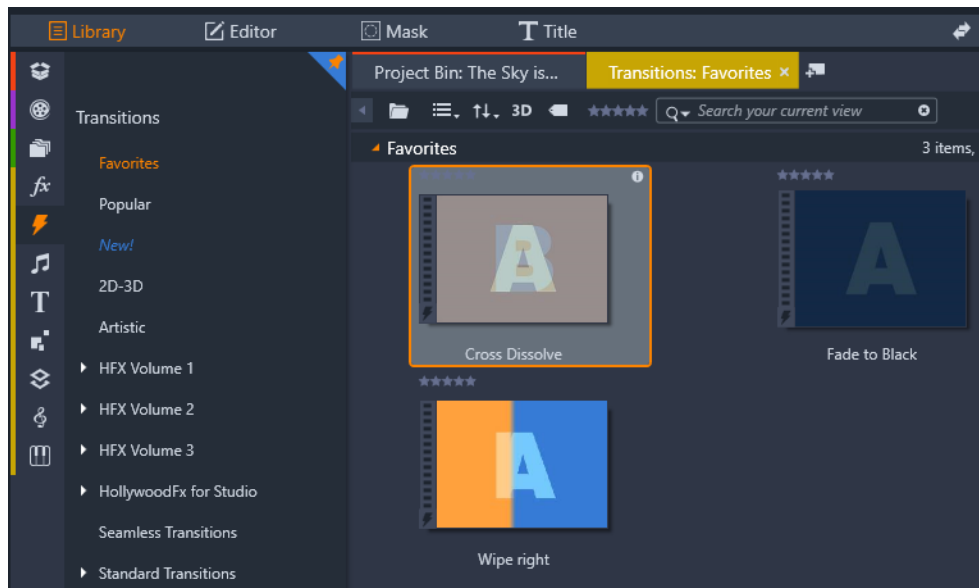 Library
Editor
Mask
T Title
Project Bin: The Sky is...
Transitions: Favorites ×
3D
Search your current view
Transitions
Favorites
Popular
New!
2D-3D
Artistic
HFX Volume 1
HFX Volume 2
HFX Volume 3
HollywoodFx for Studio
Seamless Transitions
Standard Transitions
fx
T
Favorites
3 items,
A B
Cross Dissolve
A
Fade to Black
A
Wipe right